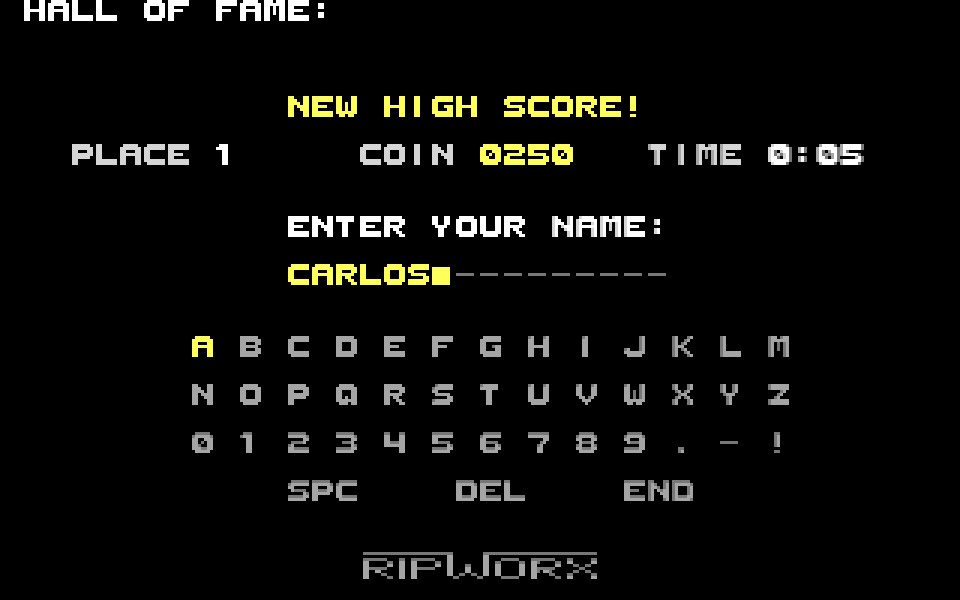 HALL OF FAME:
NEW HIGH SCORE!
PLACE 1 COIN 0250 TIME 0:05
ENTER YOUR NAME:
CARLOS■---------
A B C D E F G H I J K L M
N O P Q R S T U V W X Y Z
0 1 2 3 4 5 6 7 8 9 . - !
SPC DEL END
RIPWORX